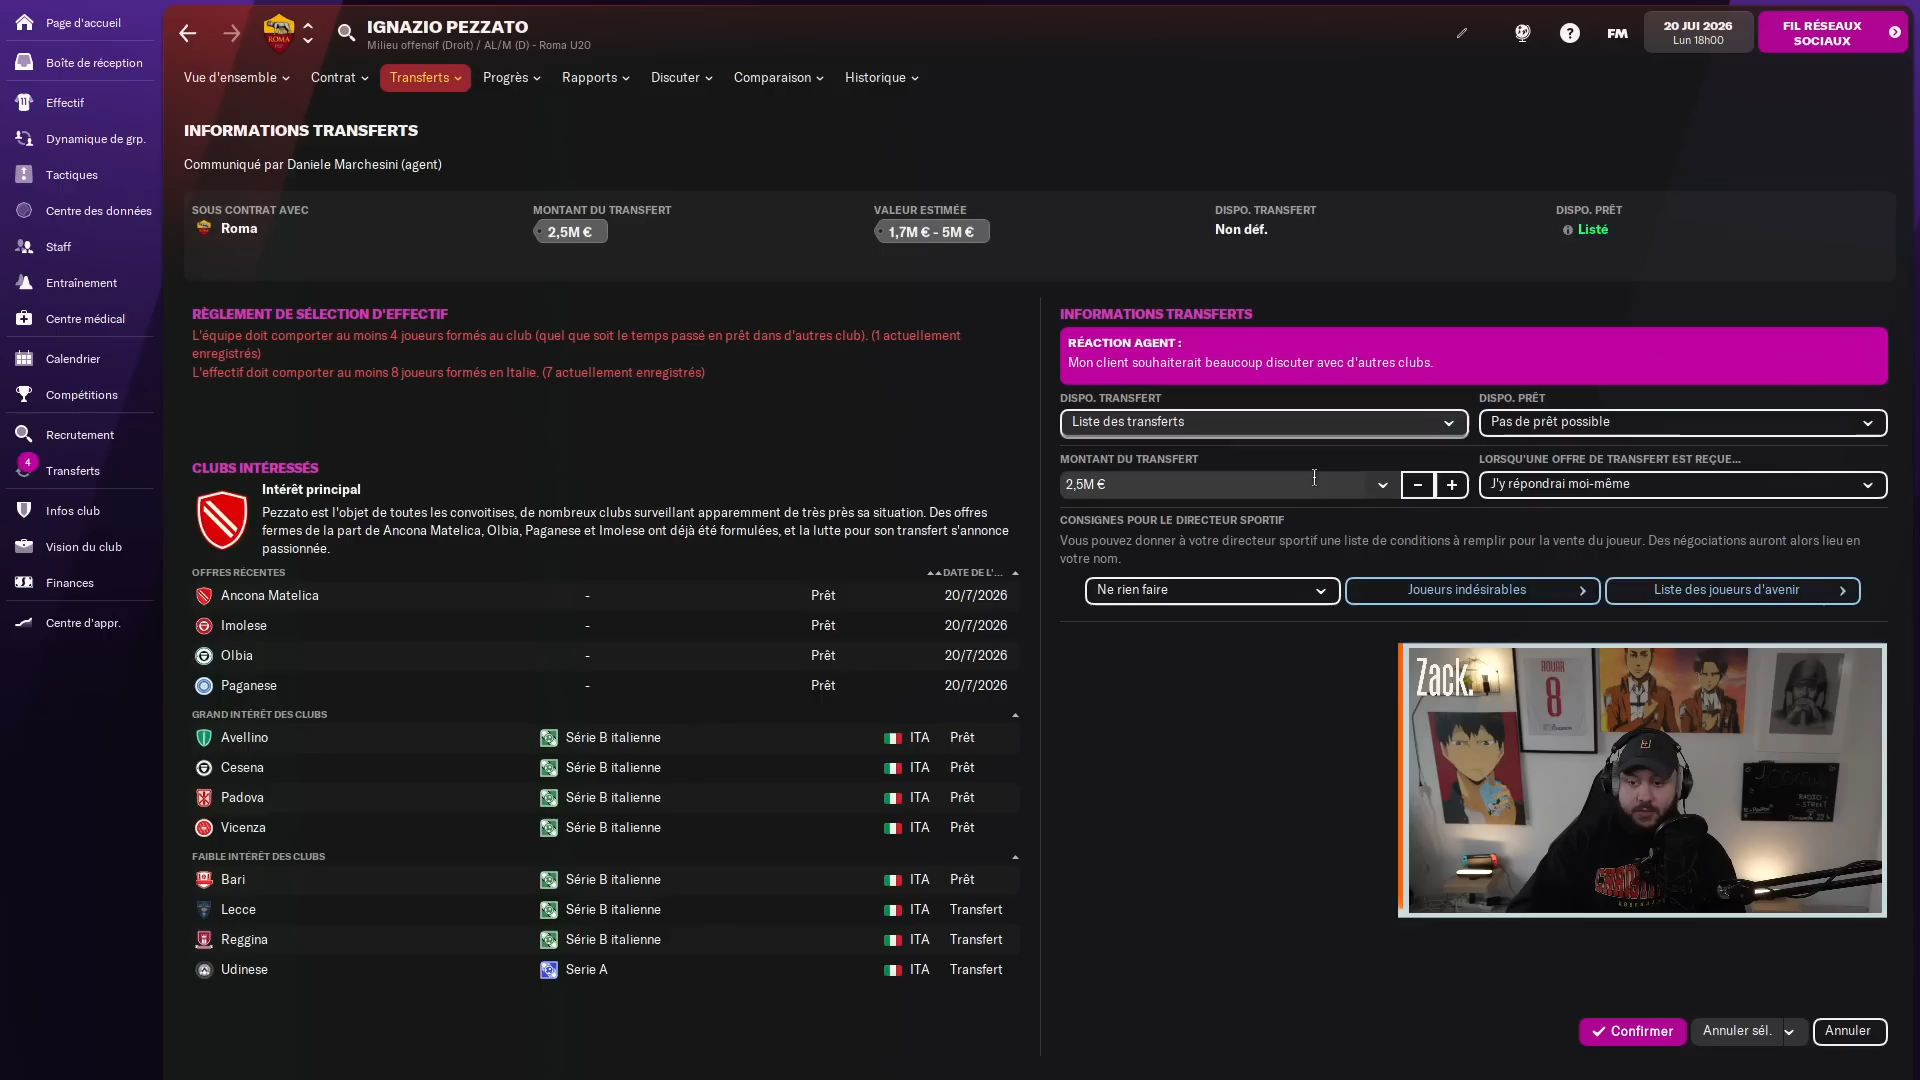 Page d'accueil
Boîte de réception
Effectif
Dynamique de grp.
Tactiques
Centre des données
Staff
Entraînement
Centre médical
Calendrier
Compétitions
Recrutement
4
Transferts
Infos club
Vision du club
Finances
Centre d'appr.
ROMA
IGNAZIO PEZZATO
Milieu offensif (Droit) / AL/M (D) - Roma U20
FM
20 JUI 2026
Lun 18h00
FIL RÉSEAUX
SOCIAUX
Vue d'ensemble
Contrat
Transferts
Progrès
Rapports
Discuter
Comparaison
Historique
INFORMATIONS TRANSFERTS
Communiqué par Daniele Marchesini (agent)
SOUS CONTRAT AVEC
Roma
MONTANT DU TRANSFERT
2,5M €
VALEUR ESTIMÉE
1,7M € - 5M €
DISPO. TRANSFERT
Non déf.
DISPO. PRÊT
Listé
RÈGLEMENT DE SÉLECTION D'EFFECTIF
L'équipe doit comporter au moins 4 joueurs formés au club (quel que soit le temps passé en prêt dans d'autres club). (1 actuellement
enregistrés)
L'effectif doit comporter au moins 8 joueurs formés en Italie. (7 actuellement enregistrés)
CLUBS INTÉRESSÉS
Intérêt principal
Pezzato est l'objet de toutes les convoitises, de nombreux clubs surveillant apparemment de très près sa situation. Des offres
fermes de la part de Ancona Matelica, Olbia, Paganese et Imolese ont déjà été formulées, et la lutte pour son transfert s'annonce
passionnée.
OFFRES RÉCENTES DATE DE L'...
Ancona Matelica - Prêt 20/7/2026
Imolese - Prêt 20/7/2026
Olbia - Prêt 20/7/2026
Paganese - Prêt 20/7/2026
GRAND INTÉRÊT DES CLUBS
Avellino Série B italienne ITA Prêt
Cesena Série B italienne ITA Prêt
Padova Série B italienne ITA Prêt
Vicenza Série B italienne ITA Prêt
FAIBLE INTÉRÊT DES CLUBS
Bari Série B italienne ITA Prêt
Lecce Série B italienne ITA Transfert
Reggina Série B italienne ITA Transfert
Udinese Serie A ITA Transfert
INFORMATIONS TRANSFERTS
RÉACTION AGENT :
Mon client souhaiterait beaucoup discuter avec d'autres clubs.
DISPO. TRANSFERT
Liste des transferts
DISPO. PRÊT
Pas de prêt possible
MONTANT DU TRANSFERT
2,5M €
LORSQU'UNE OFFRE DE TRANSFERT EST REÇUE...
J'y répondrai moi-même
CONSIGNES POUR LE DIRECTEUR SPORTIF
Vous pouvez donner à votre directeur sportif une liste de conditions à remplir pour la vente du joueur. Des négociations auront alors lieu en
votre nom.
Ne rien faire
Joueurs indésirables
Liste des joueurs d'avenir
Zack.
AOUAR
8
RADIO -
STREET
Confirmer
Annuler sél.
Annuler